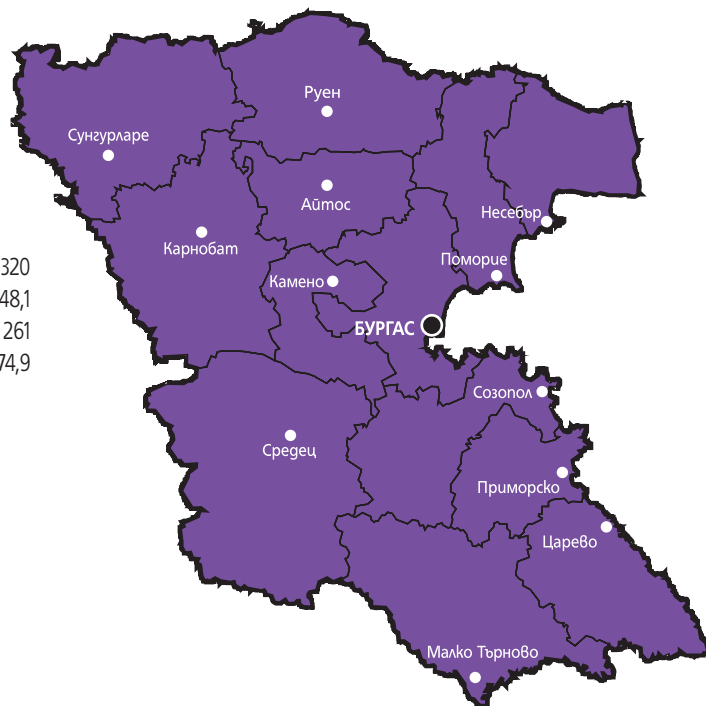 Руен
Сунгурларе
Айтос
Несебър
Карнобат
Поморие
320
Камено
48,1
261
БУРГАС
74,9
Созопол
Средец
Приморско
Царево
Малко Търново